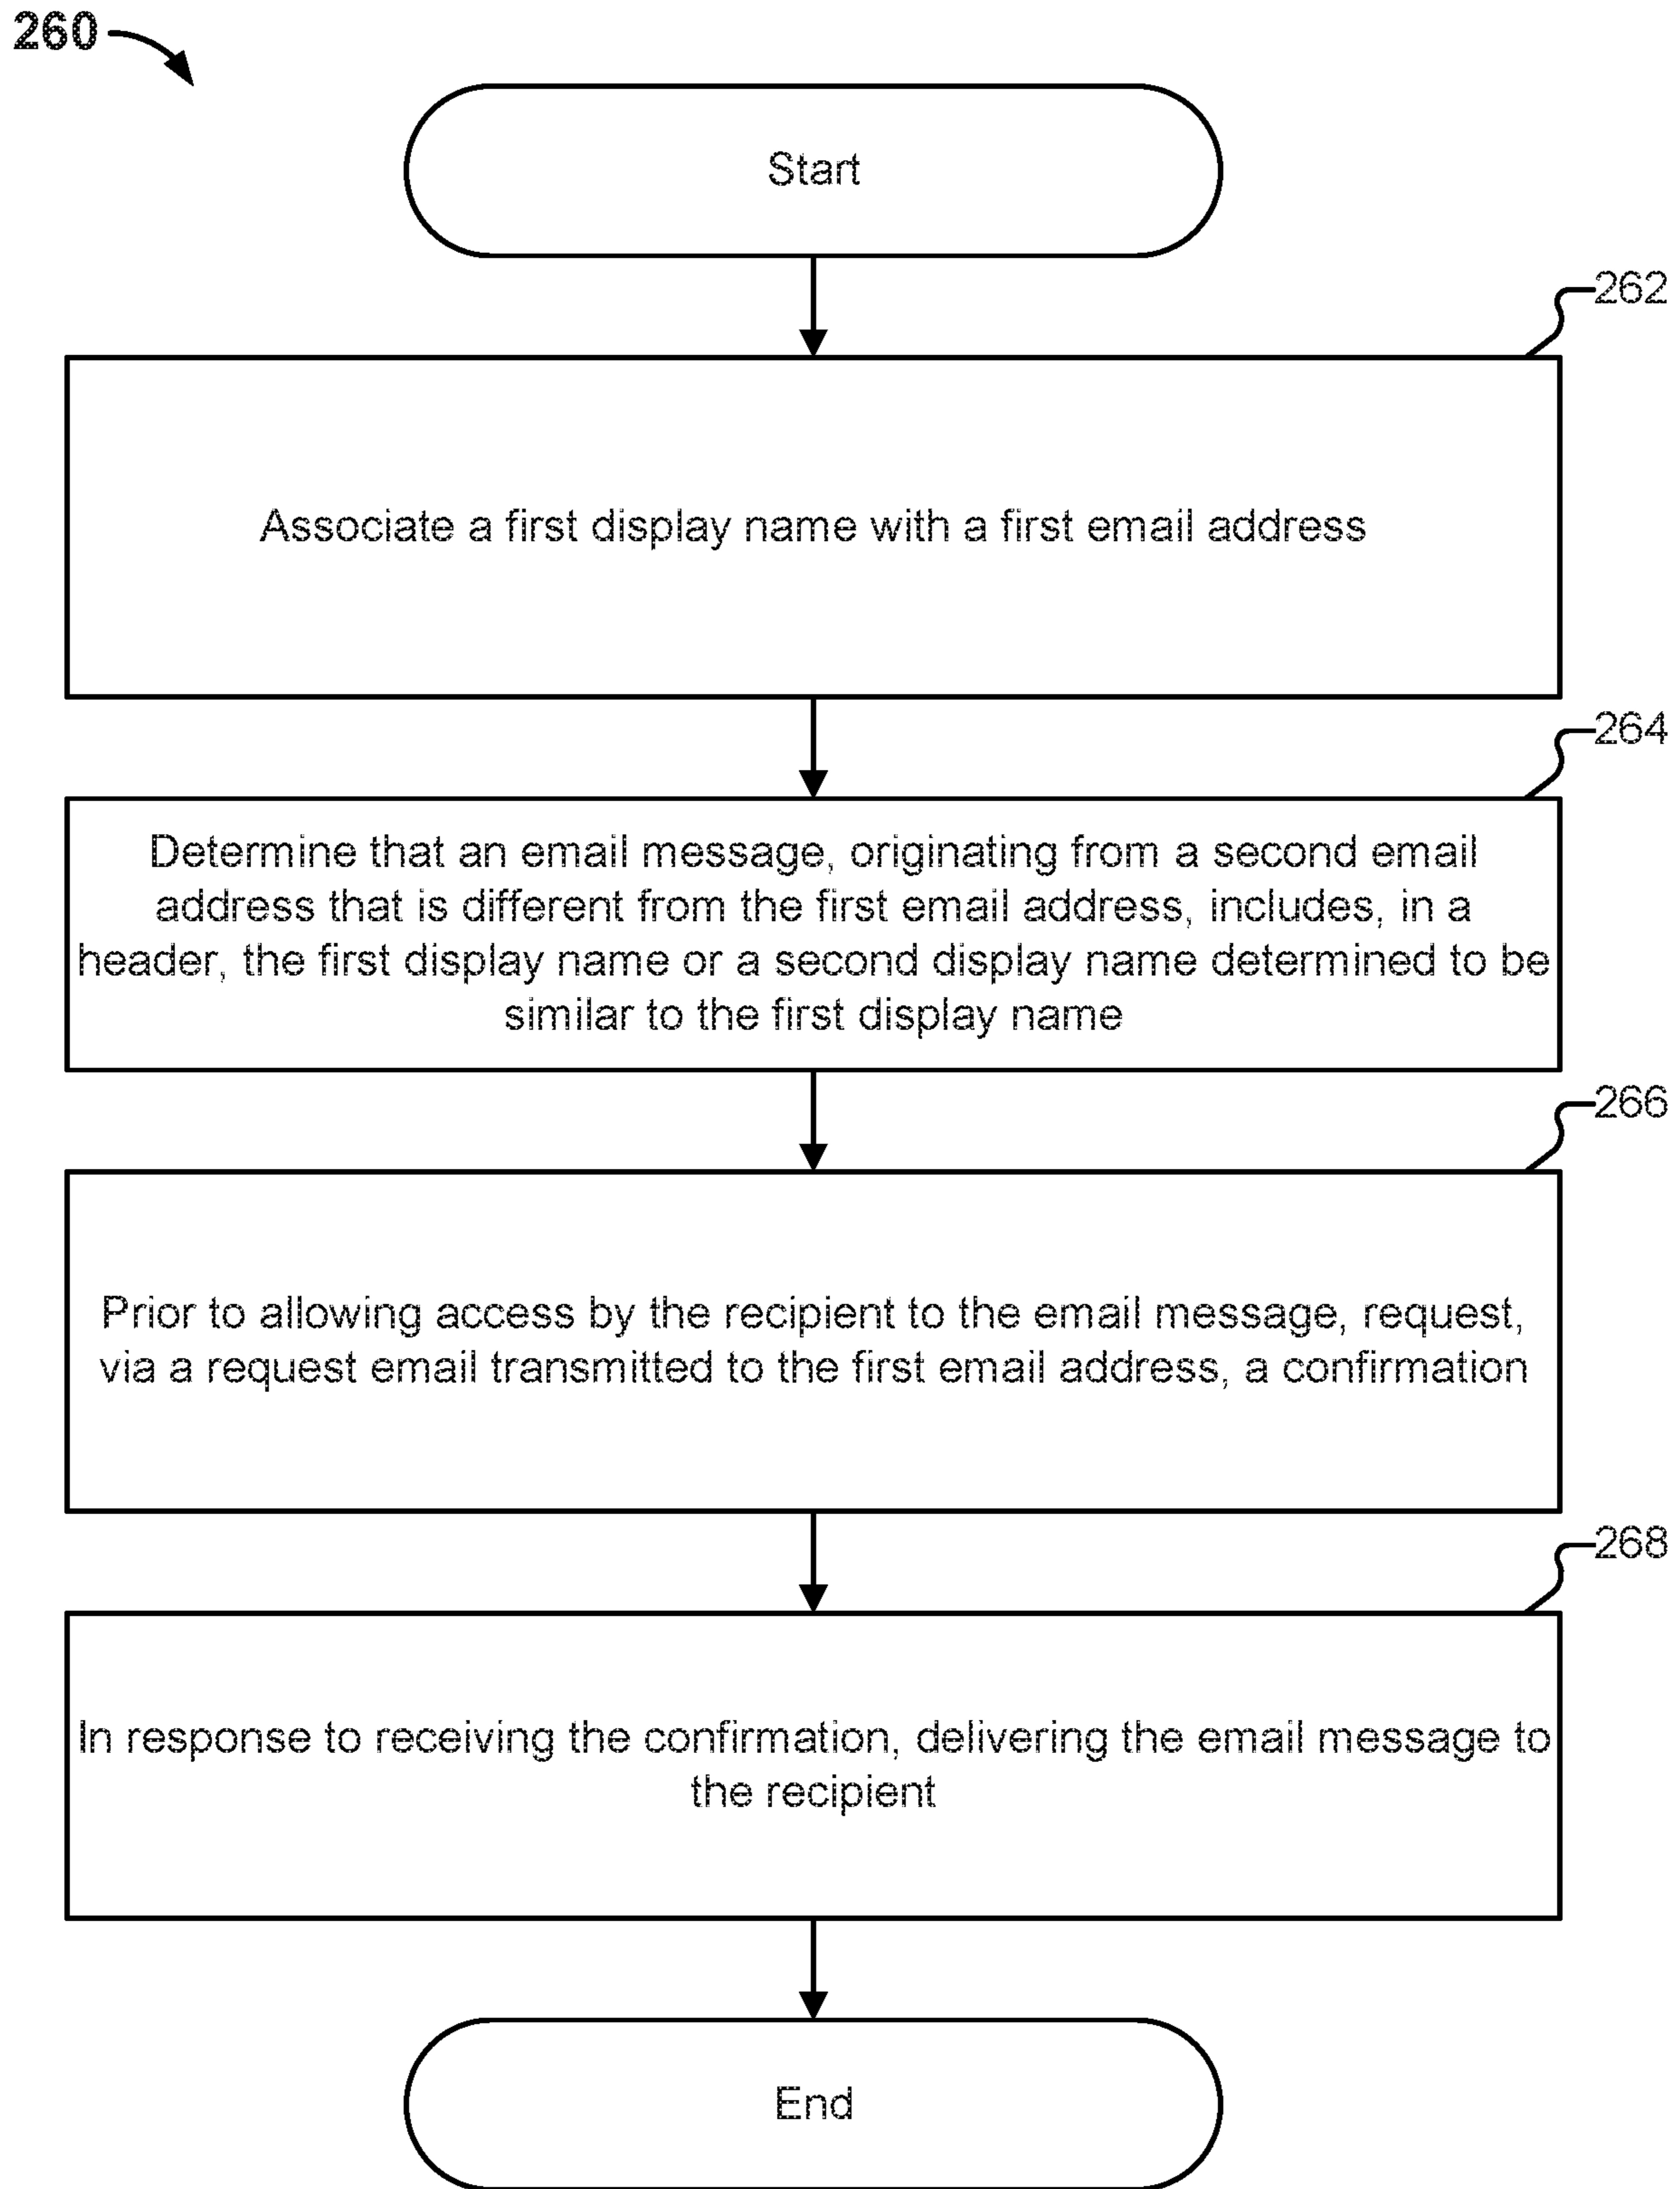 260
Start
262
Associate a first display name with a first email address
264
Determine that an email message, originating from a second email
address that is different from the first email address, includes, in a
header, the first display name or a second display name determined to be
similar to the first display name
266
Prior to allowing access by the recipient to the email message, request,
via a request email transmitted to the first email address, a confirmation
268
In response to receiving the confirmation, delivering the email message to
the recipient
End